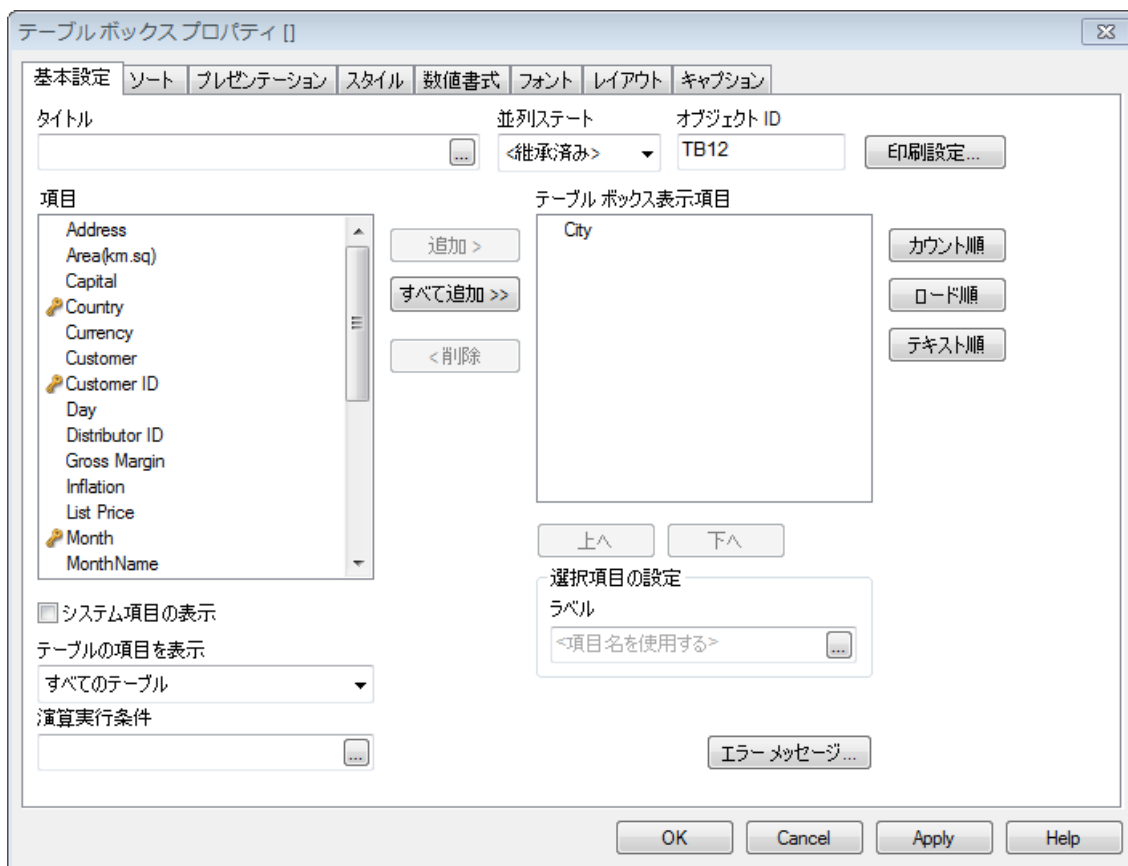 テーブル ボックス プロパティ []
基本設定 ソート プレゼンテーション スタイル 数値書式 フォント レイアウト キャプション
タイトル 並列ステート オブジェクト ID
... <継承済み> TB12 印刷設定...
項目 テーブル ボックス表示項目
Address
Area(km.sq)
Capital
Country
Currency
Customer
Customer ID
Day
Distributor ID
Gross Margin
Inflation
List Price
Month
MonthName
追加 >
すべて追加 >>
< 削除
City
カウント順
ロード順
テキスト順
上へ 下へ
選択項目の設定
ラベル
<項目名を使用する> ...
システム項目の表示
テーブルの項目を表示
すべてのテーブル
演算実行条件
...
エラー メッセージ...
OK Cancel Apply Help